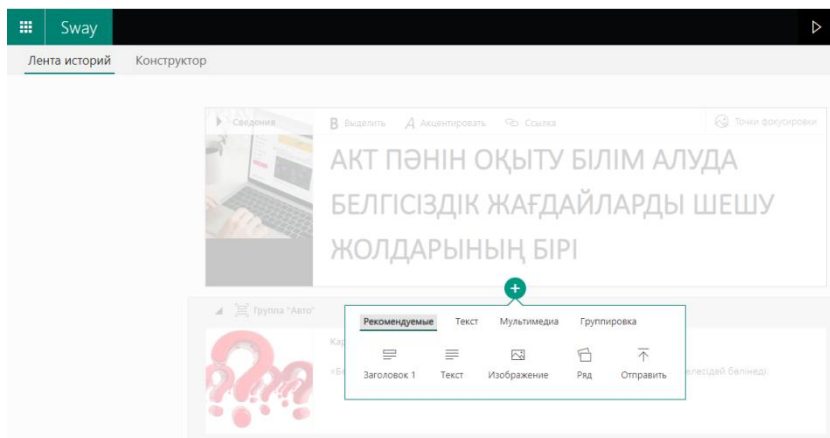 Sway
Лента историй Конструктор
Сведения
B Выделить A Акцентировать Ссылка Точки фокусировки
АКТ ПӘНІН ОҚЫТУ БІЛІМ АЛУДА
БЕЛГІСІЗДІК ЖАҒДАЙЛАРДЫ ШЕШУ
ЖОЛДАРЫНЫҢ БІРІ
Группа "Авто"
Рекомендуемые Текст Мультимедиа Группировка
Заголовок 1 Текст Изображение Ряд Отправить
бөлінеді